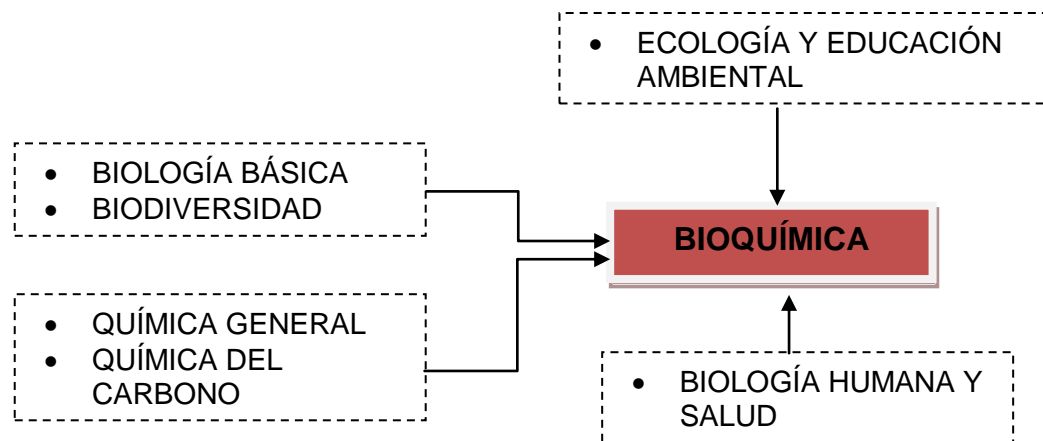 • ECOLOGÍA Y EDUCACIÓN
AMBIENTAL
• BIOLOGÍA BÁSICA
• BIODIVERSIDAD
BIOQUÍMICA
• QUÍMICA GENERAL
• QUÍMICA DEL
CARBONO
• BIOLOGÍA HUMANA Y
SALUD